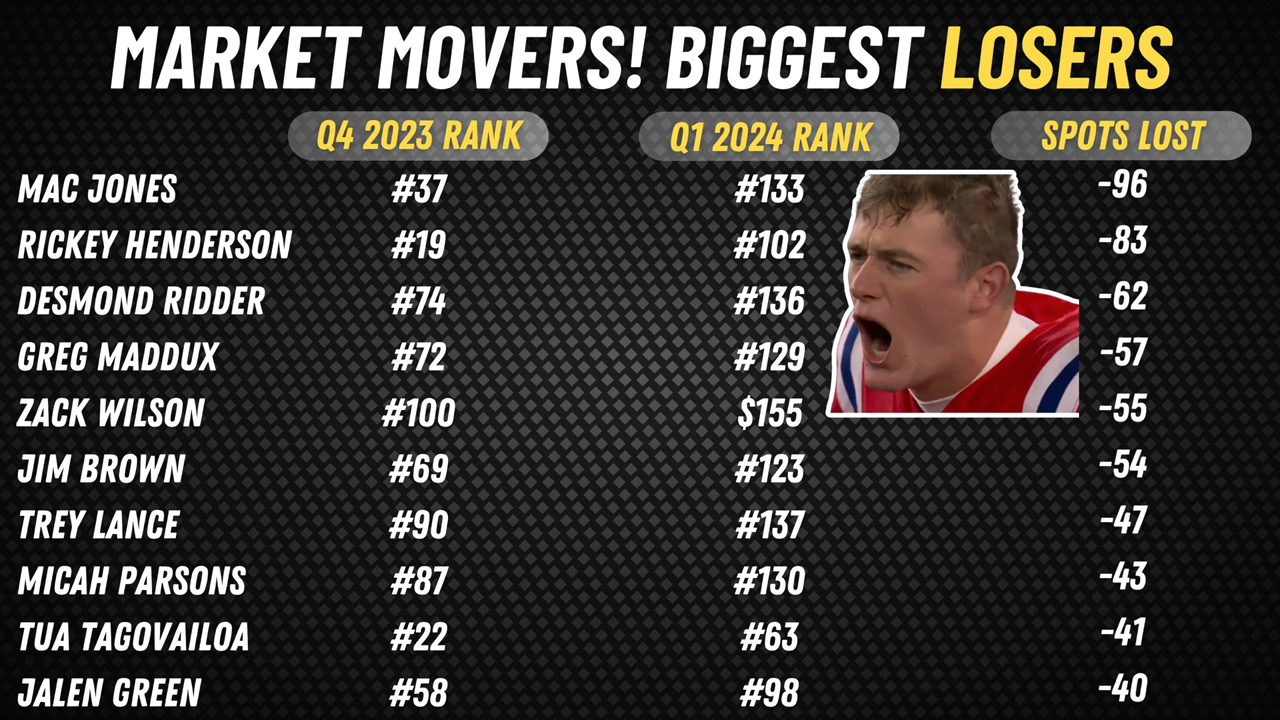 MARKET MOVERS! BIGGEST LOSERS
Q4 2023 RANK Q1 2024 RANK SPOTS LOST
MAC JONES #37 #133 -96
RICKEY HENDERSON #19 #102 -83
DESMOND RIDDER #74 #136 -62
GREG MADDUX #72 #129 -57
ZACK WILSON #100 $155 -55
JIM BROWN #69 #123 -54
TREY LANCE #90 #137 -47
MICAH PARSONS #87 #130 -43
TUA TAGOVAILOA #22 #63 -41
JALEN GREEN #58 #98 -40